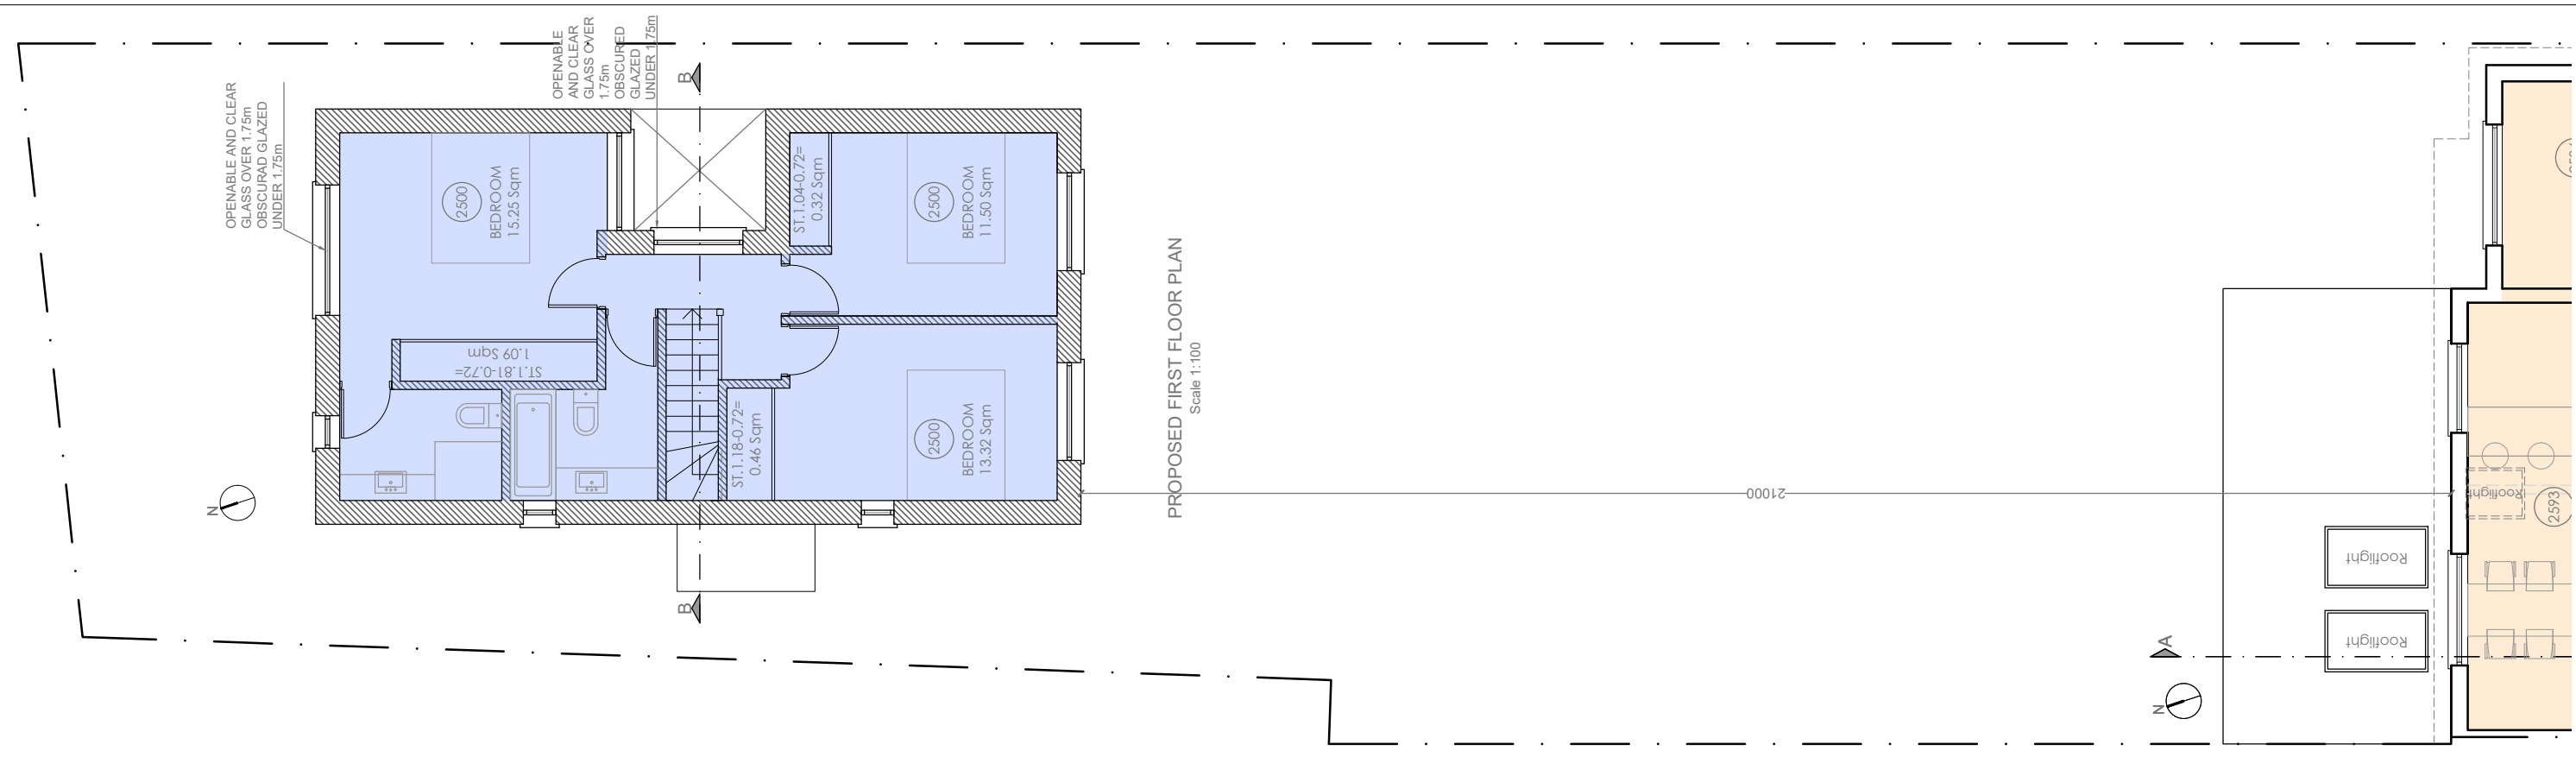 OPENABLE AND CLEAR
GLASS OVER 1.75m
OBSCURAD GLAZED
UNDER 1.75m
OPENABLE
AND CLEAR
GLASS OVER
1.75m
OBSCURED
GLAZED
UNDER 1.75m
B
2500
BEDROOM
15.25 Sqm
ST.1.04-0.72=
0.32 Sqm
2500
BEDROOM
11.50 Sqm
ST.1.81-0.72=
1.09 Sqm
ST.1.18-0.72=
0.46 Sqm
2500
BEDROOM
13.32 Sqm
B
N
PROPOSED FIRST FLOOR PLAN
Scale 1:100
21000
Rooflight
2593
Rooflight
Rooflight
A
N